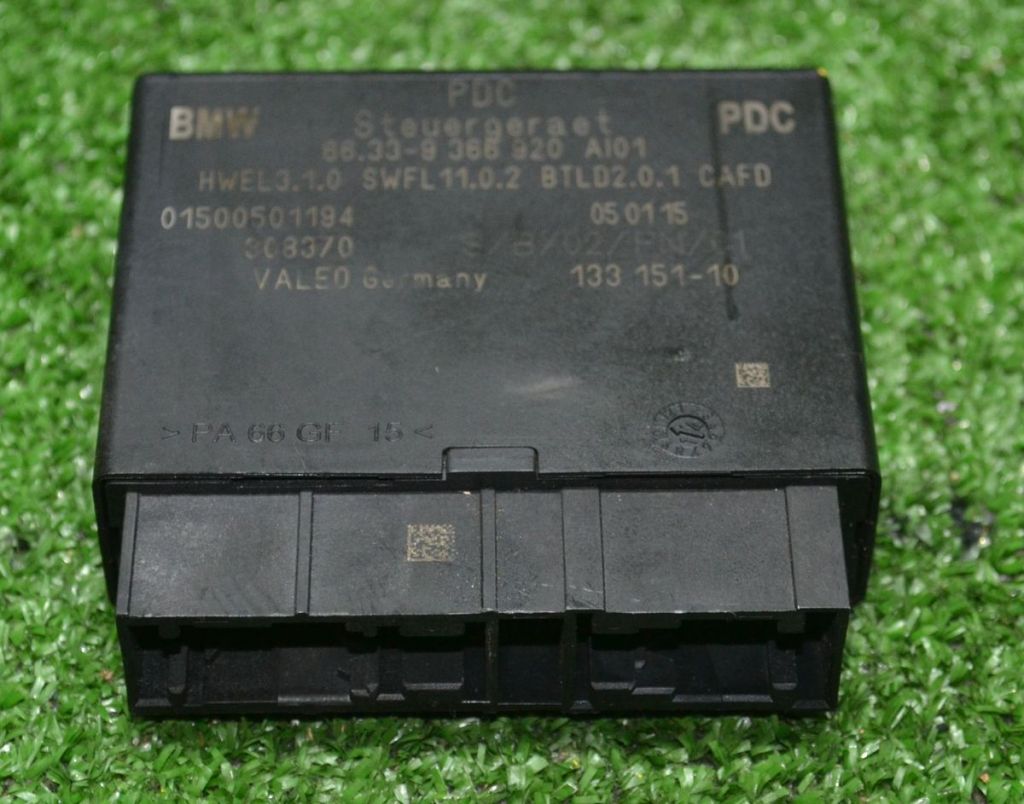 PDC
BMW Steuergeraet PDC
66.33-9 366 920 AI01
HWEL3.1.0 SWFL11.0.2 BTLD2.0.1 CAFD
01500501194 05 01 15
308370
VALEO Germany 133 151-10
> PA 66 GF 15 <